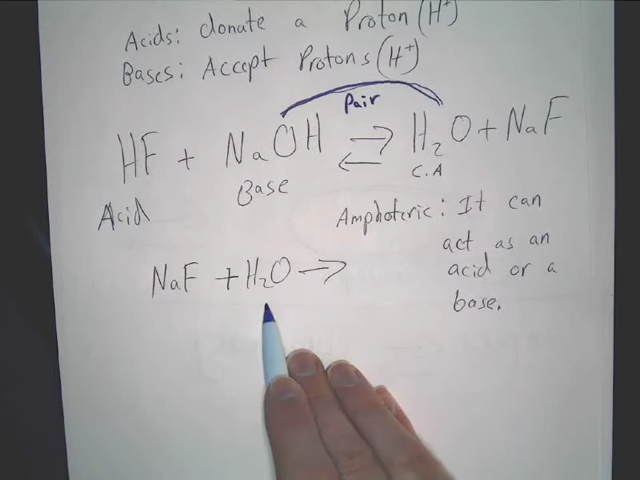 Acids: donate a Proton (H⁺)
Bases: Accept Protons (H⁺)
Pair
HF + NaOH ⇌ H₂O + NaF
Acid Base C.A
Amphoteric: It can
act as an
acid or a
base.
NaF + H₂O →